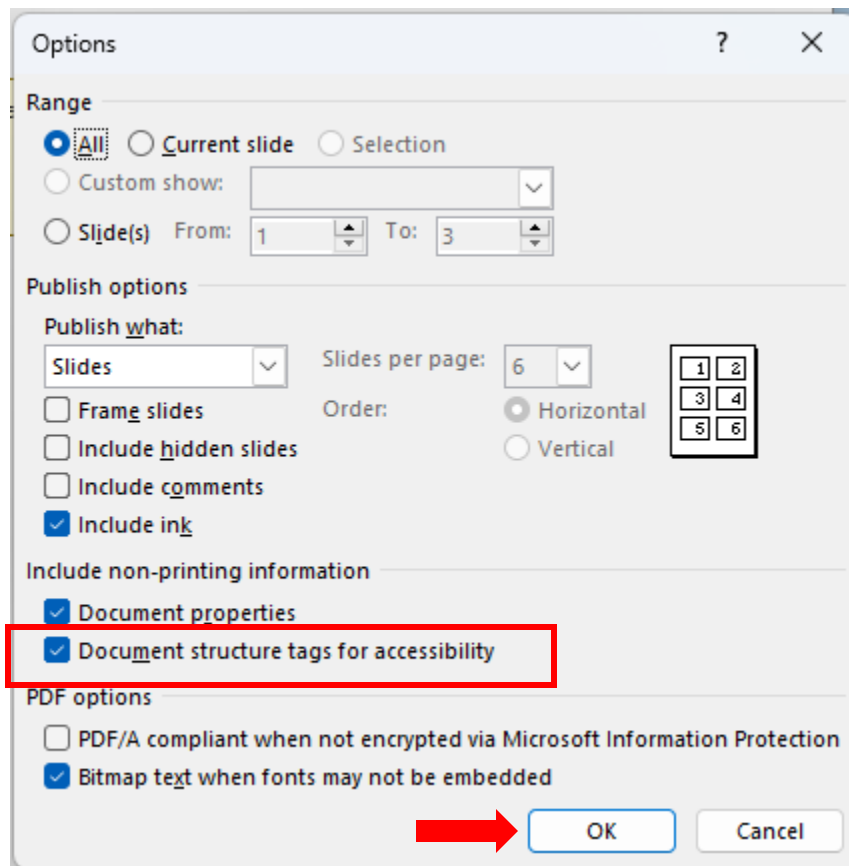 Options ?
Range
All Current slide Selection
Custom show:
Slide(s) From: 1 To: 3
Publish options
Publish what:
Slides Slides per page: 6
Frame slides Order: Horizontal
Include hidden slides Vertical
Include comments
Include ink
1 2
3 4
5 6
Include non-printing information
Document properties
Document structure tags for accessibility
PDF options
PDF/A compliant when not encrypted via Microsoft Information Protection
Bitmap text when fonts may not be embedded
OK Cancel